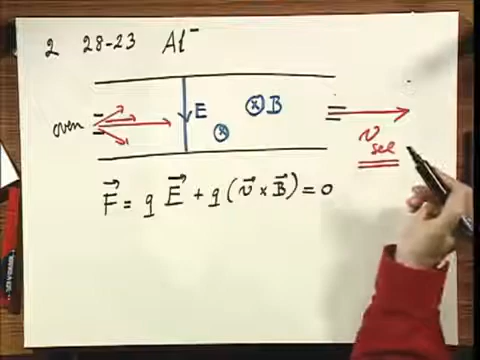 2 28-23 Al⁻
E
⊗ B
⊗
oven
v sel
F⃗ = q E⃗ + q (v⃗ × B⃗) = 0